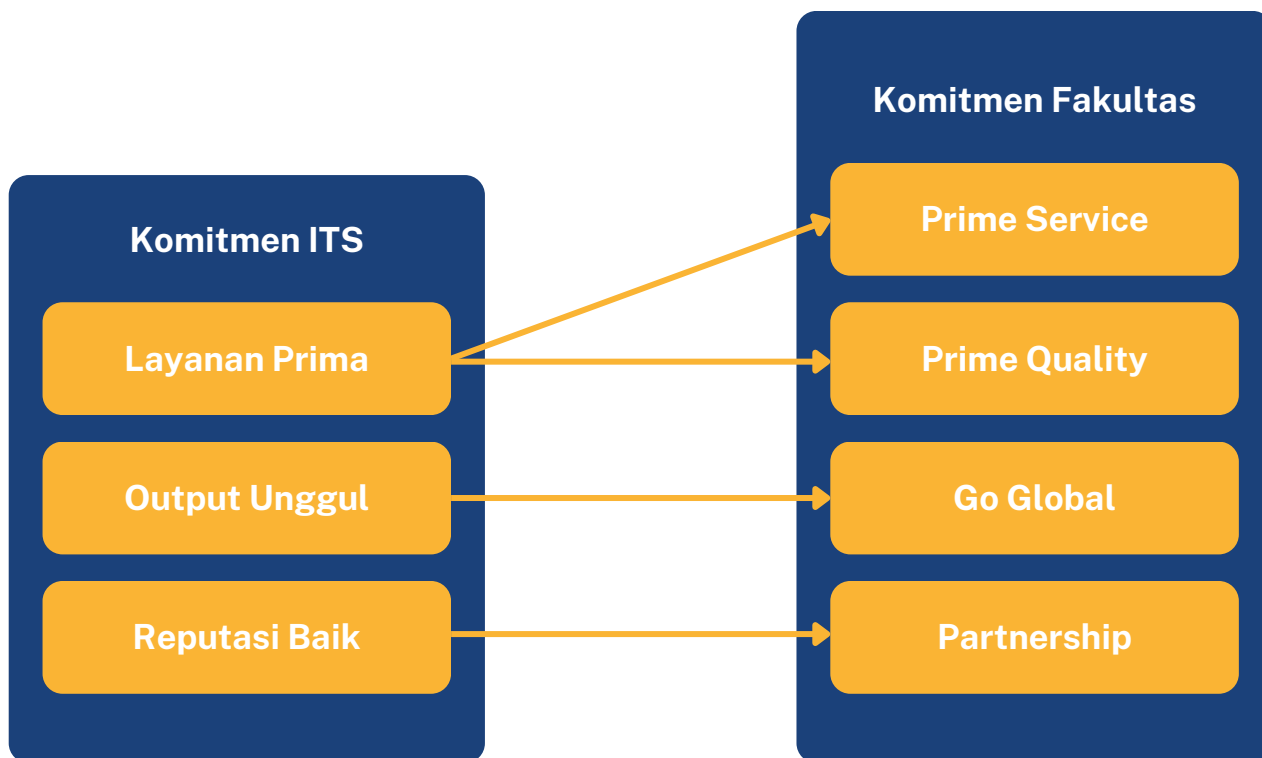 Komitmen ITS
Layanan Prima
Output Unggul
Reputasi Baik
Komitmen Fakultas
Prime Service
Prime Quality
Go Global
Partnership